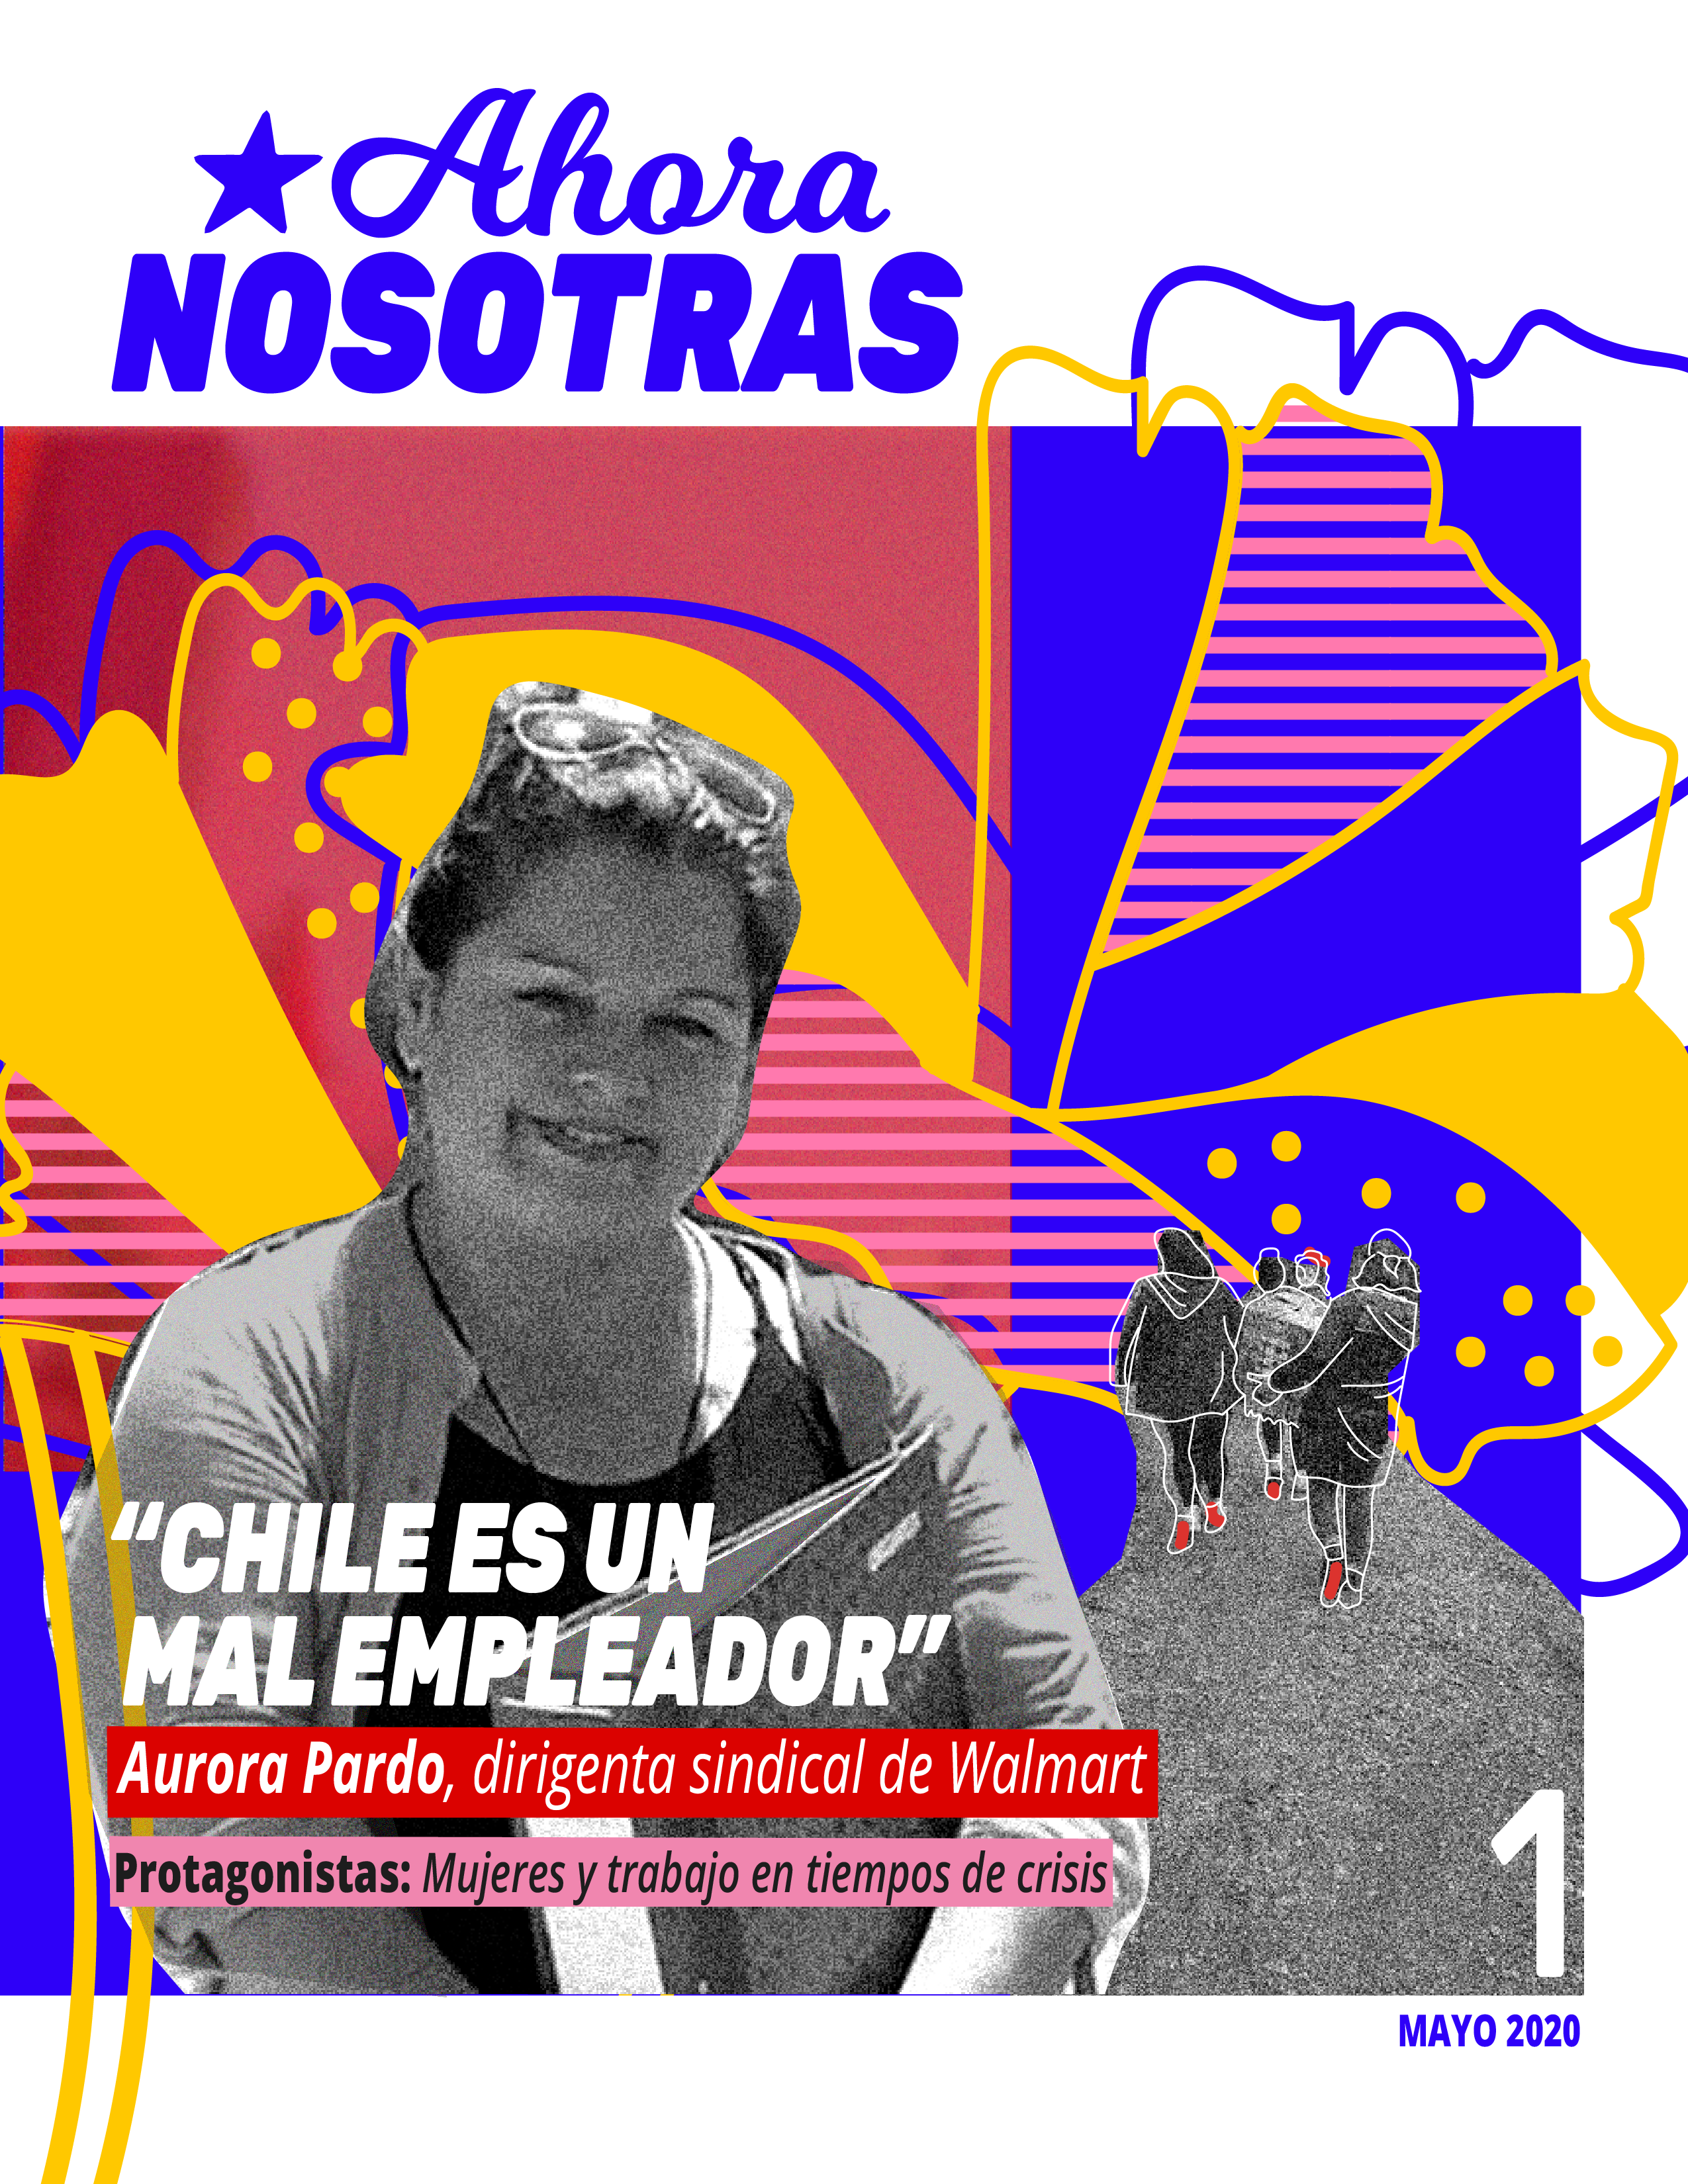 Ahora
NOSOTRAS
“CHILE ES UN
MAL EMPLEADOR”
Aurora Pardo, dirigenta sindical de Walmart
Protagonistas: Mujeres y trabajo en tiempos de crisis
1
MAYO 2020